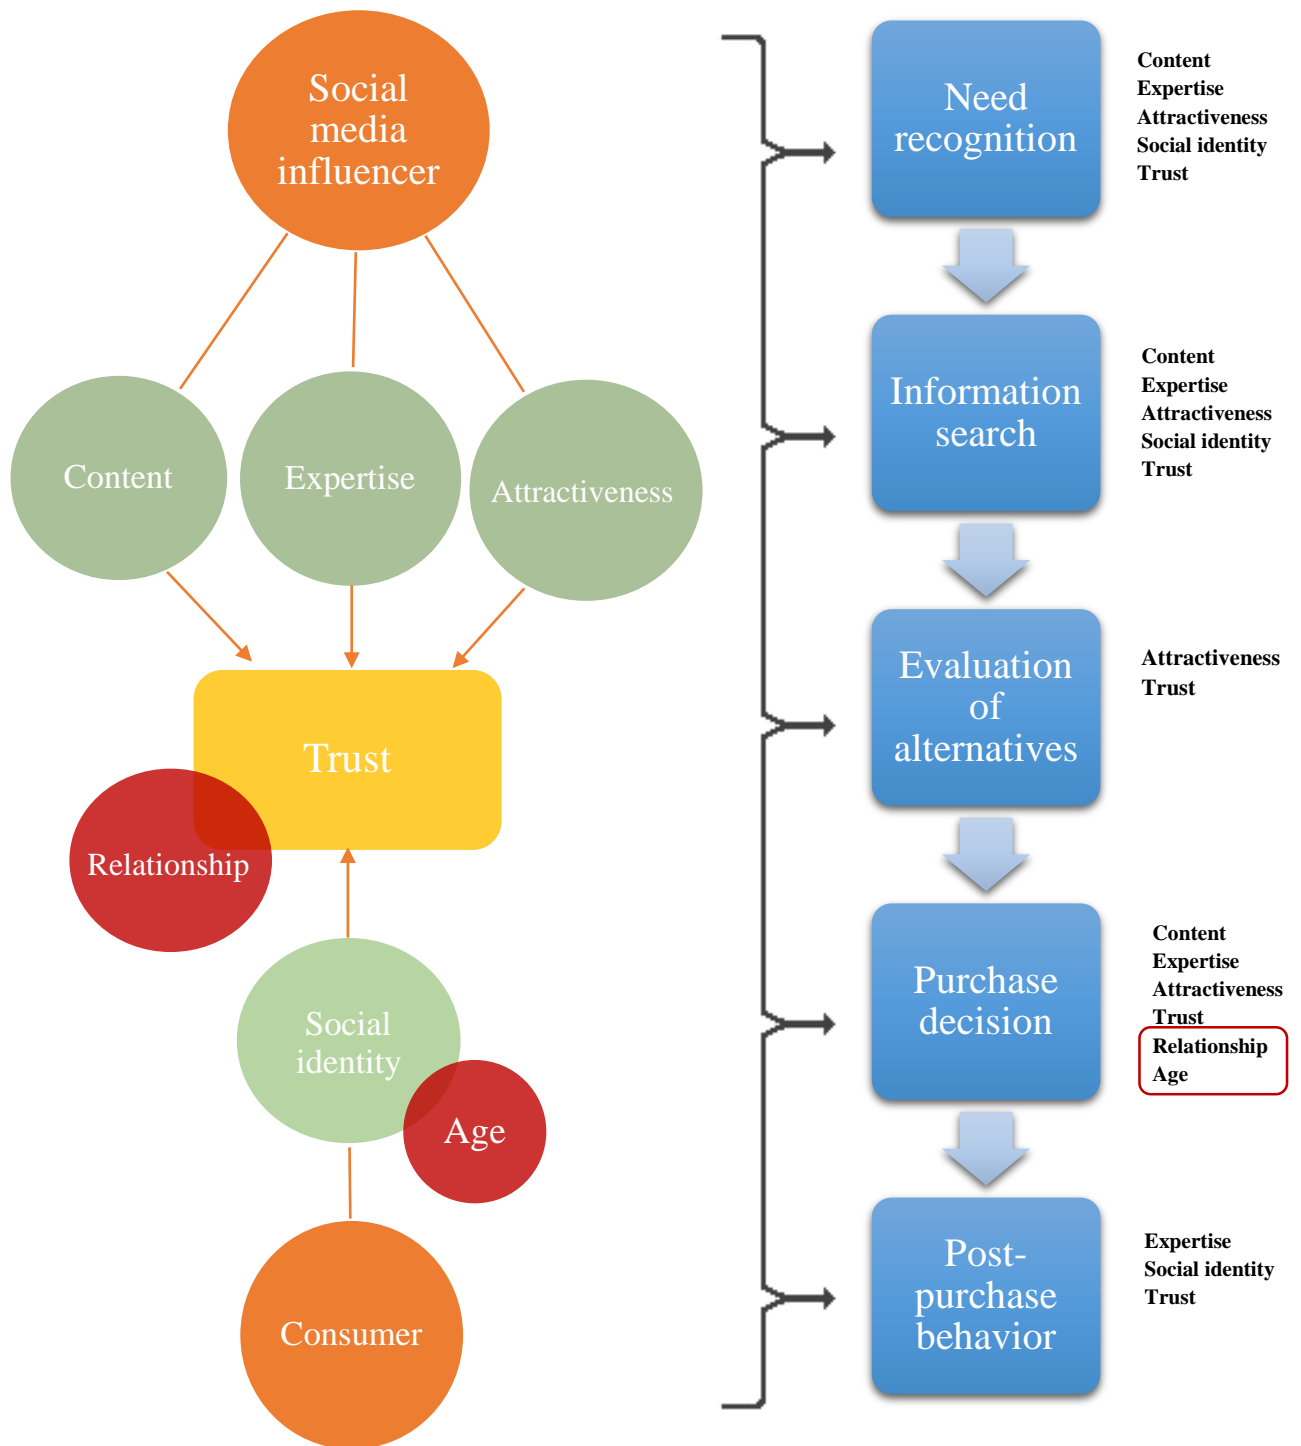 Social
media
influencer
Content
Expertise
Attractiveness
Trust
Relationship
Social
identity
Age
Consumer
Need
recognition
Content
Expertise
Attractiveness
Social identity
Trust
Information
search
Content
Expertise
Attractiveness
Social identity
Trust
Evaluation
of
alternatives
Attractiveness
Trust
Purchase
decision
Content
Expertise
Attractiveness
Trust
Relationship
Age
Post-
purchase
behavior
Expertise
Social identity
Trust